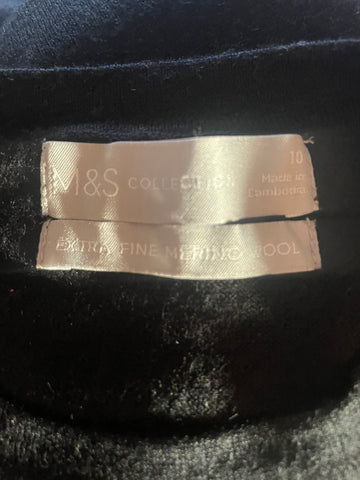 M&S COLLECTION
10
Made in
Cambodia
EXTRA FINE MERINO WOOL